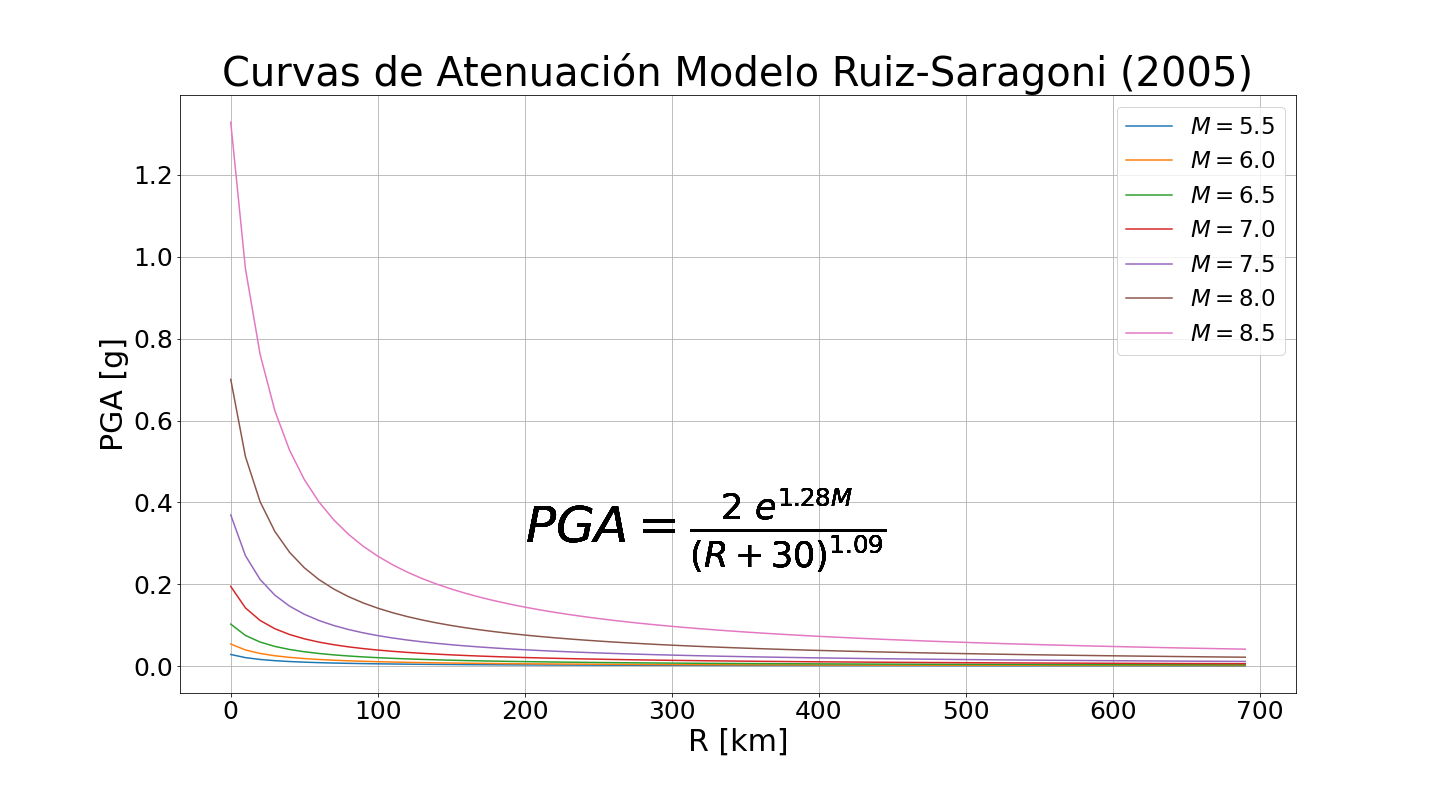 Curvas de Atenuación Modelo Ruiz-Saragoni (2005)
M = 5.5
M = 6.0
M = 6.5
M = 7.0
M = 7.5
M = 8.0
M = 8.5
PGA [g]
1.2
1.0
0.8
0.6
0.4
0.2
0.0
PGA = \frac{2 e^{1.28M}}{(R + 30)^{1.09}}
0 100 200 300 400 500 600 700
R [km]